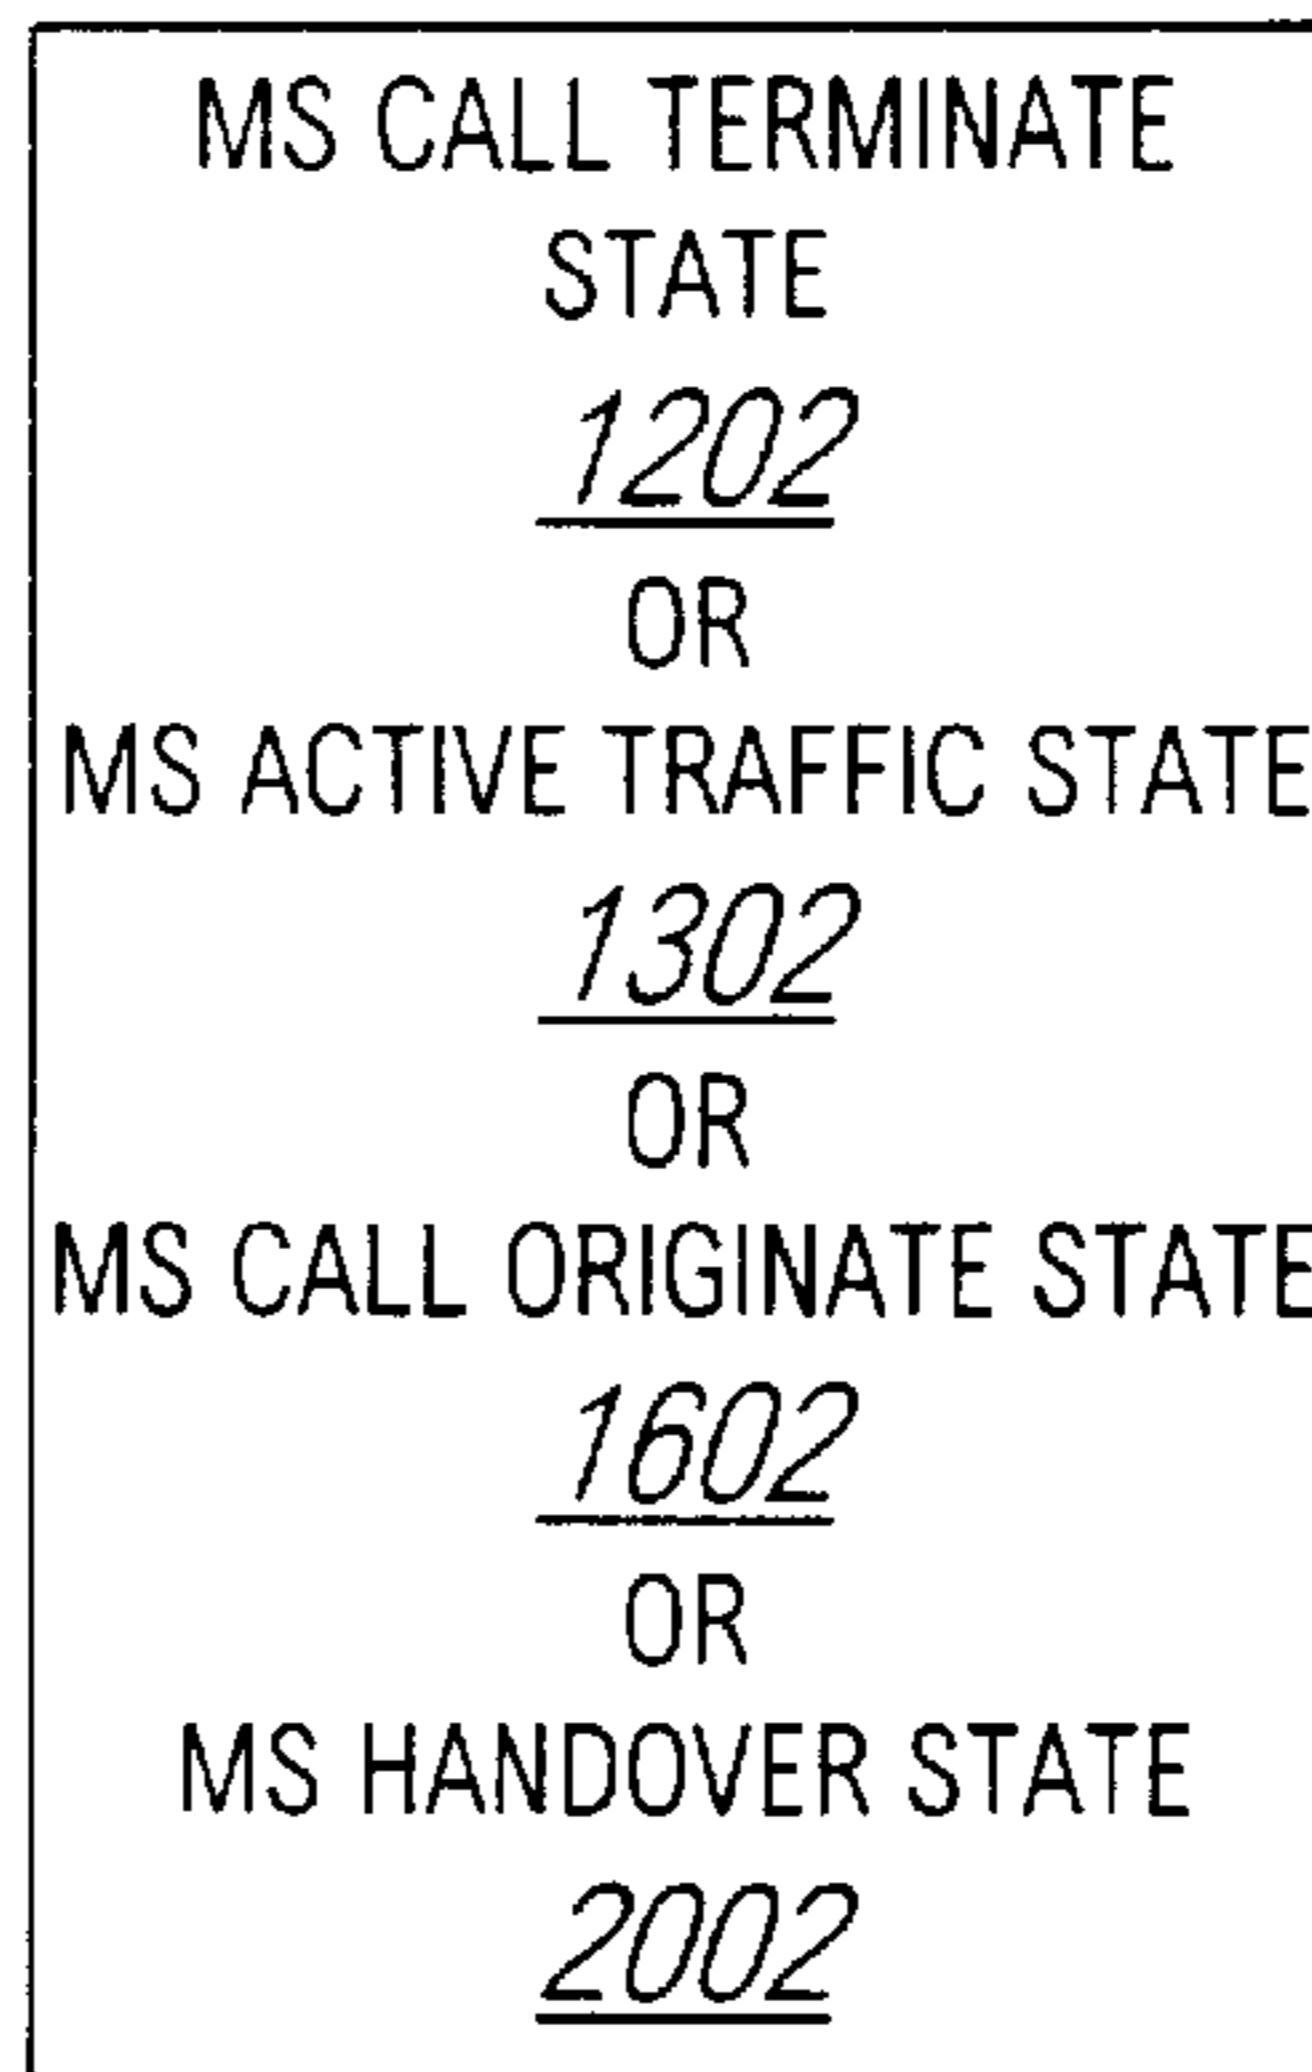 MS CALL TERMINATE
STATE
1202
OR
MS ACTIVE TRAFFIC STATE
1302
OR
MS CALL ORIGINATE STATE
1602
OR
MS HANDOVER STATE
2002